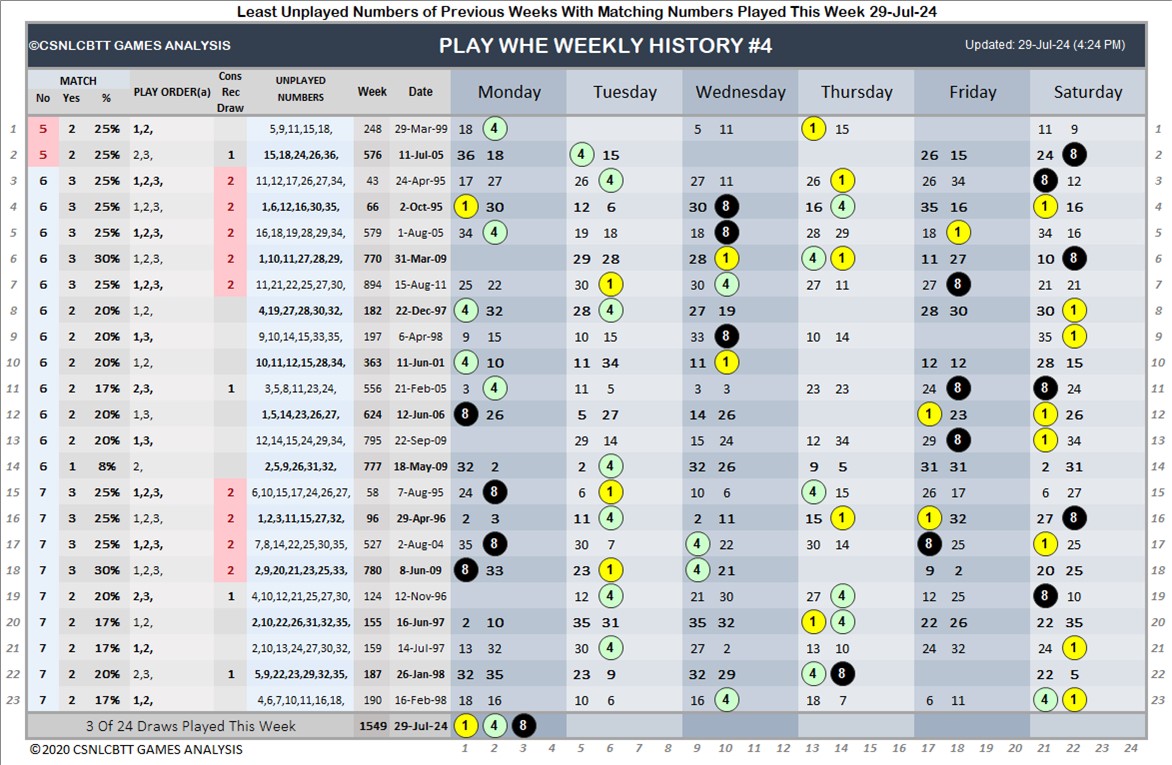 Least Unplayed Numbers of Previous Weeks With Matching Numbers Played This Week 29-Jul-24
©CSNLCBTT GAMES ANALYSIS PLAY WHE WEEKLY HISTORY #4 Updated: 29-Jul-24 (4:24 PM)
MATCH Cons
No Yes % PLAY ORDER(a) Rec UNPLAYED NUMBERS Week Date Monday Tuesday Wednesday Thursday Friday Saturday
Draw
1 5 2 25% 1,2, 5,9,11,15,18, 248 29-Mar-99 18 4 5 11 1 15 11 9 1
2 5 2 25% 2,3, 1 15,18,24,26,36, 576 11-Jul-05 36 18 4 15 26 15 24 8 2
3 6 3 25% 1,2,3, 2 11,12,17,26,27,34, 43 24-Apr-95 17 27 26 4 27 11 26 1 26 34 8 12 3
4 6 3 25% 1,2,3, 2 1,6,12,16,30,35, 66 2-Oct-95 1 30 12 6 30 8 16 4 35 16 1 16 4
5 6 3 25% 1,2,3, 2 16,18,19,28,29,34, 579 1-Aug-05 34 4 19 18 18 8 28 29 18 1 34 16 5
6 6 3 30% 1,2,3, 2 1,10,11,27,28,29, 770 31-Mar-09 29 28 28 1 4 1 11 27 10 8 6
7 6 3 25% 1,2,3, 2 11,21,22,25,27,30, 894 15-Aug-11 25 22 30 1 30 4 27 11 27 8 21 21 7
8 6 2 20% 1,2, 4,19,27,28,30,32, 182 22-Dec-97 4 32 28 4 27 19 28 30 30 1 8
9 6 2 20% 1,3, 9,10,14,15,33,35, 197 6-Apr-98 9 15 10 15 33 8 10 14 35 1 9
10 6 2 20% 1,2, 10,11,12,15,28,34, 363 11-Jun-01 4 10 11 34 11 1 12 12 28 15 10
11 6 2 17% 2,3, 1 3,5,8,11,23,24, 556 21-Feb-05 3 4 11 5 3 3 23 23 24 8 8 24 11
12 6 2 20% 1,3, 1,5,14,23,26,27, 624 12-Jun-06 8 26 5 27 14 26 1 23 1 26 12
13 6 2 20% 1,3, 12,14,15,24,29,34, 795 22-Sep-09 29 14 15 24 12 34 29 8 1 34 13
14 6 1 8% 2, 2,5,9,26,31,32, 777 18-May-09 32 2 2 4 32 26 9 5 31 31 2 31 14
15 7 3 25% 1,2,3, 2 6,10,15,17,24,26,27, 58 7-Aug-95 24 8 6 1 10 6 4 15 26 17 6 27 15
16 7 3 25% 1,2,3, 2 1,2,3,11,15,27,32, 96 29-Apr-96 2 3 11 4 2 11 15 1 1 32 27 8 16
17 7 3 25% 1,2,3, 2 7,8,14,22,25,30,35, 527 2-Aug-04 35 8 30 7 4 22 30 14 8 25 1 25 17
18 7 3 30% 1,2,3, 2 2,9,20,21,23,25,33, 780 8-Jun-09 8 33 23 1 4 21 9 2 20 25 18
19 7 2 20% 2,3, 1 4,10,12,21,25,27,30, 124 12-Nov-96 12 4 21 30 27 4 12 25 8 10 19
20 7 2 17% 1,2, 2,10,22,26,31,32,35, 155 16-Jun-97 2 10 35 31 35 32 1 4 22 26 22 35 20
21 7 2 17% 1,2, 2,10,13,24,27,30,32, 159 14-Jul-97 13 32 30 4 27 2 13 10 24 32 24 1 21
22 7 2 20% 2,3, 1 5,9,22,23,29,32,35, 187 26-Jan-98 32 35 23 9 32 29 4 8 22 5 22
23 7 2 17% 1,2, 4,6,7,10,11,16,18, 190 16-Feb-98 18 16 10 6 16 4 18 7 6 11 4 1 23
3 Of 24 Draws Played This Week 1549 29-Jul-24 1 4 8
©2020 CSNLCBTT GAMES ANALYSIS 1 2 3 4 5 6 7 8 9 10 11 12 13 14 15 16 17 18 19 20 21 22 23 24